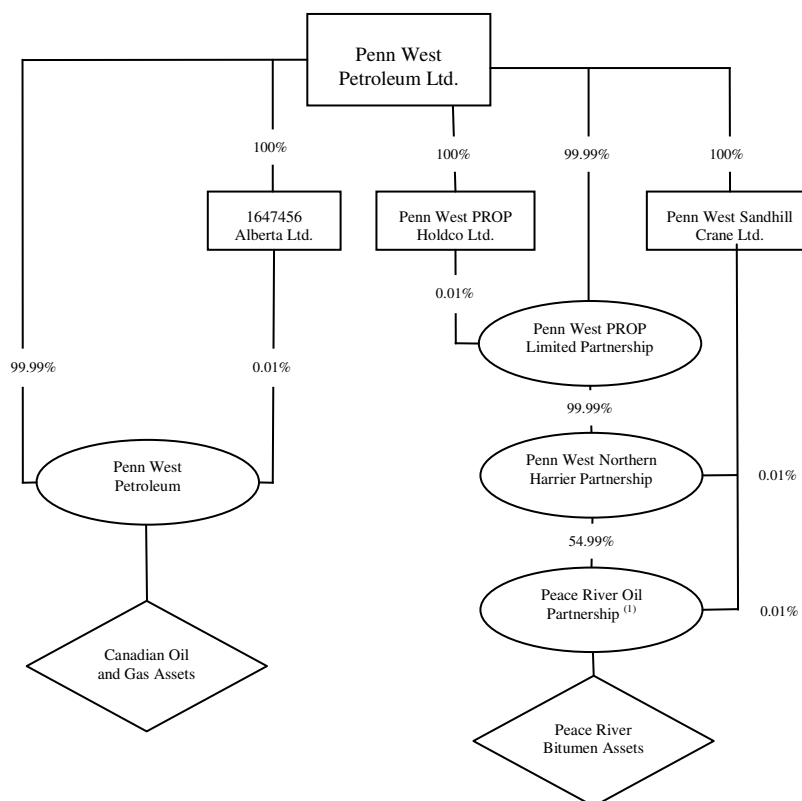 Penn West
Petroleum Ltd.
100%
100%
99.99%
100%
1647456
Alberta Ltd.
Penn West PROP
Holdco Ltd.
Penn West Sandhill
Crane Ltd.
0.01%
Penn West PROP
Limited Partnership
99.99%
0.01%
99.99%
Penn West
Petroleum
Penn West Northern
Harrier Partnership
0.01%
54.99%
Peace River Oil
Partnership (1)
0.01%
Canadian Oil
and Gas Assets
Peace River
Bitumen Assets